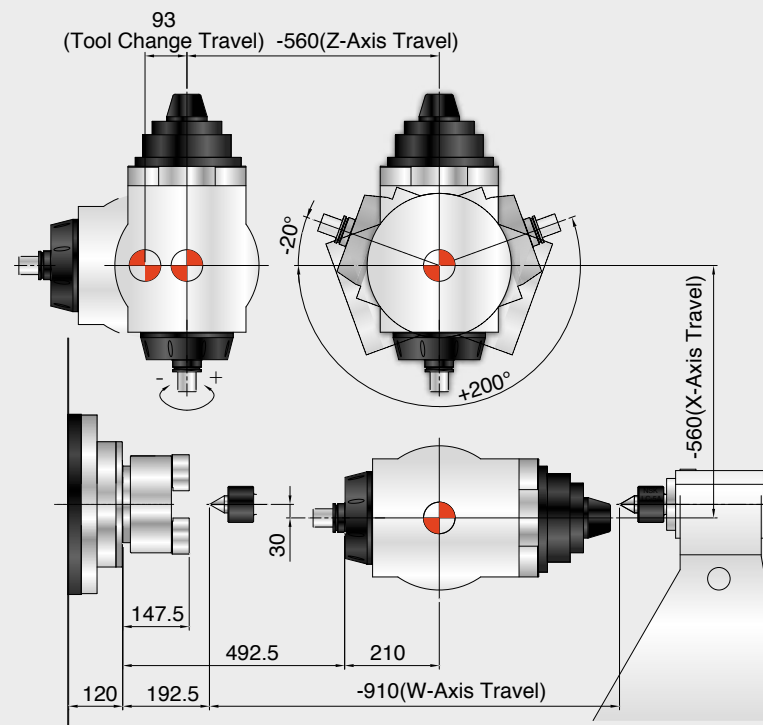 93
(Tool Change Travel)
-560(Z-Axis Travel)
-20°
+200°
- +
-560(X-Axis Travel)
30
147.5
492.5
210
120
192.5
-910(W-Axis Travel)